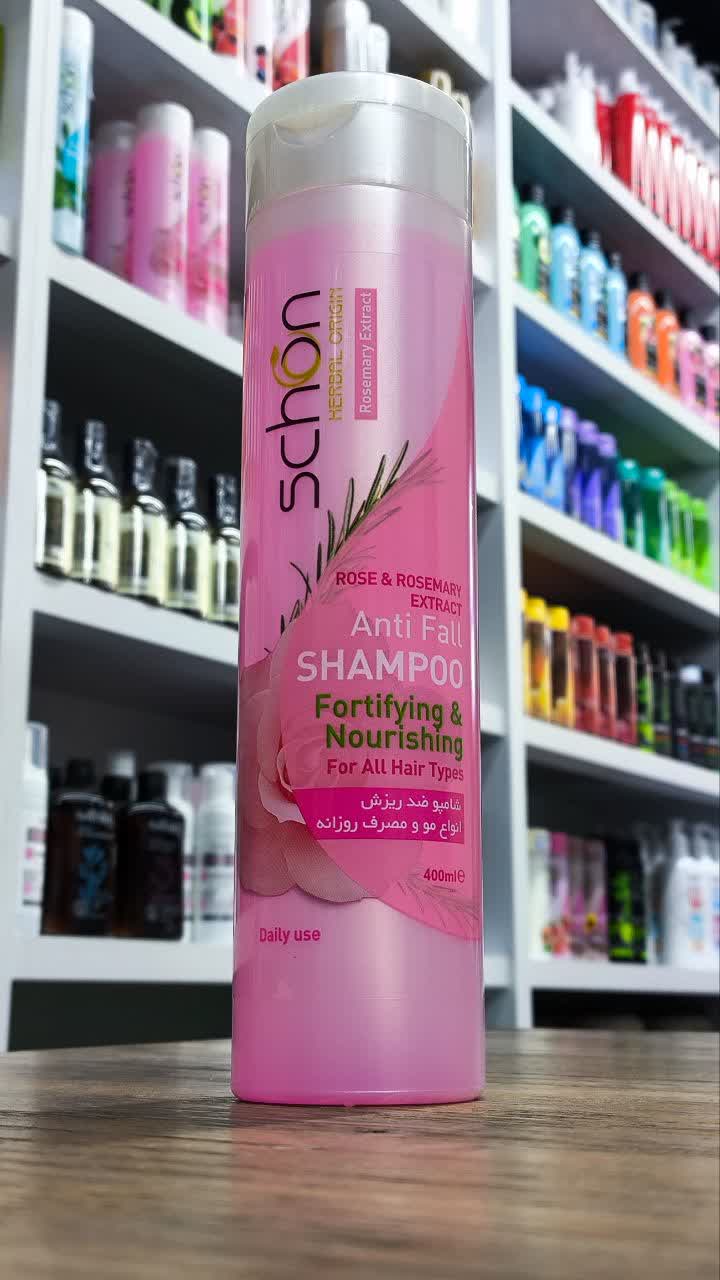 schön
HERBAL ORIGIN
Rosemary Extract
ROSE & ROSEMARY
EXTRACT
Anti Fall
SHAMPOO
Fortifying &
Nourishing
For All Hair Types
شامپو ضد ریزش
انواع مو و مصرف روزانه
400ml℮
Daily use